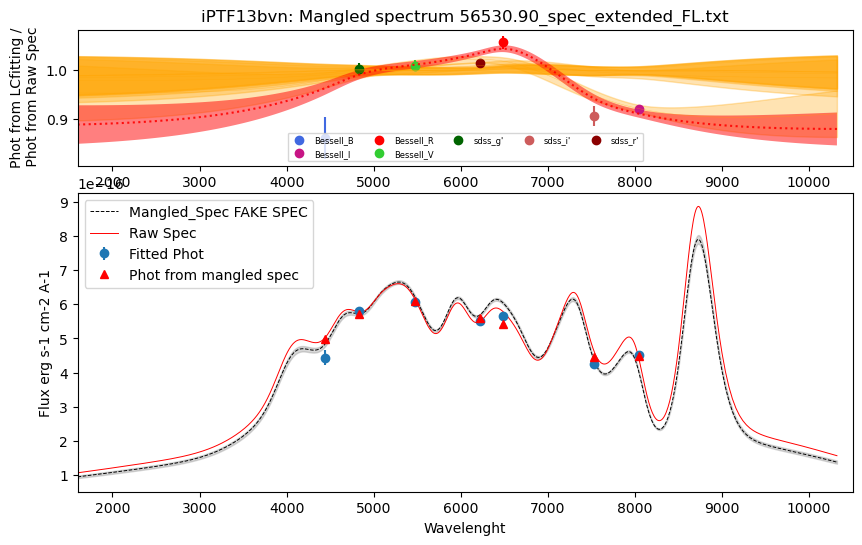 iPTF13bvn: Mangled spectrum 56530.90_spec_extended_FL.txt
Phot from LCfitting /
Phot from Raw Spec
1.0
0.9
Bessell_B
Bessell_R
sdss_g'
sdss_i'
sdss_r'
Bessell_I
Bessell_V
2000 3000 4000 5000 6000 7000 8000 9000 10000
1e−16
Mangled_Spec FAKE SPEC
Raw Spec
Fitted Phot
Phot from mangled spec
Flux erg s-1 cm-2 A-1
9
8
7
6
5
4
3
2
1
2000 3000 4000 5000 6000 7000 8000 9000 10000
Wavelenght